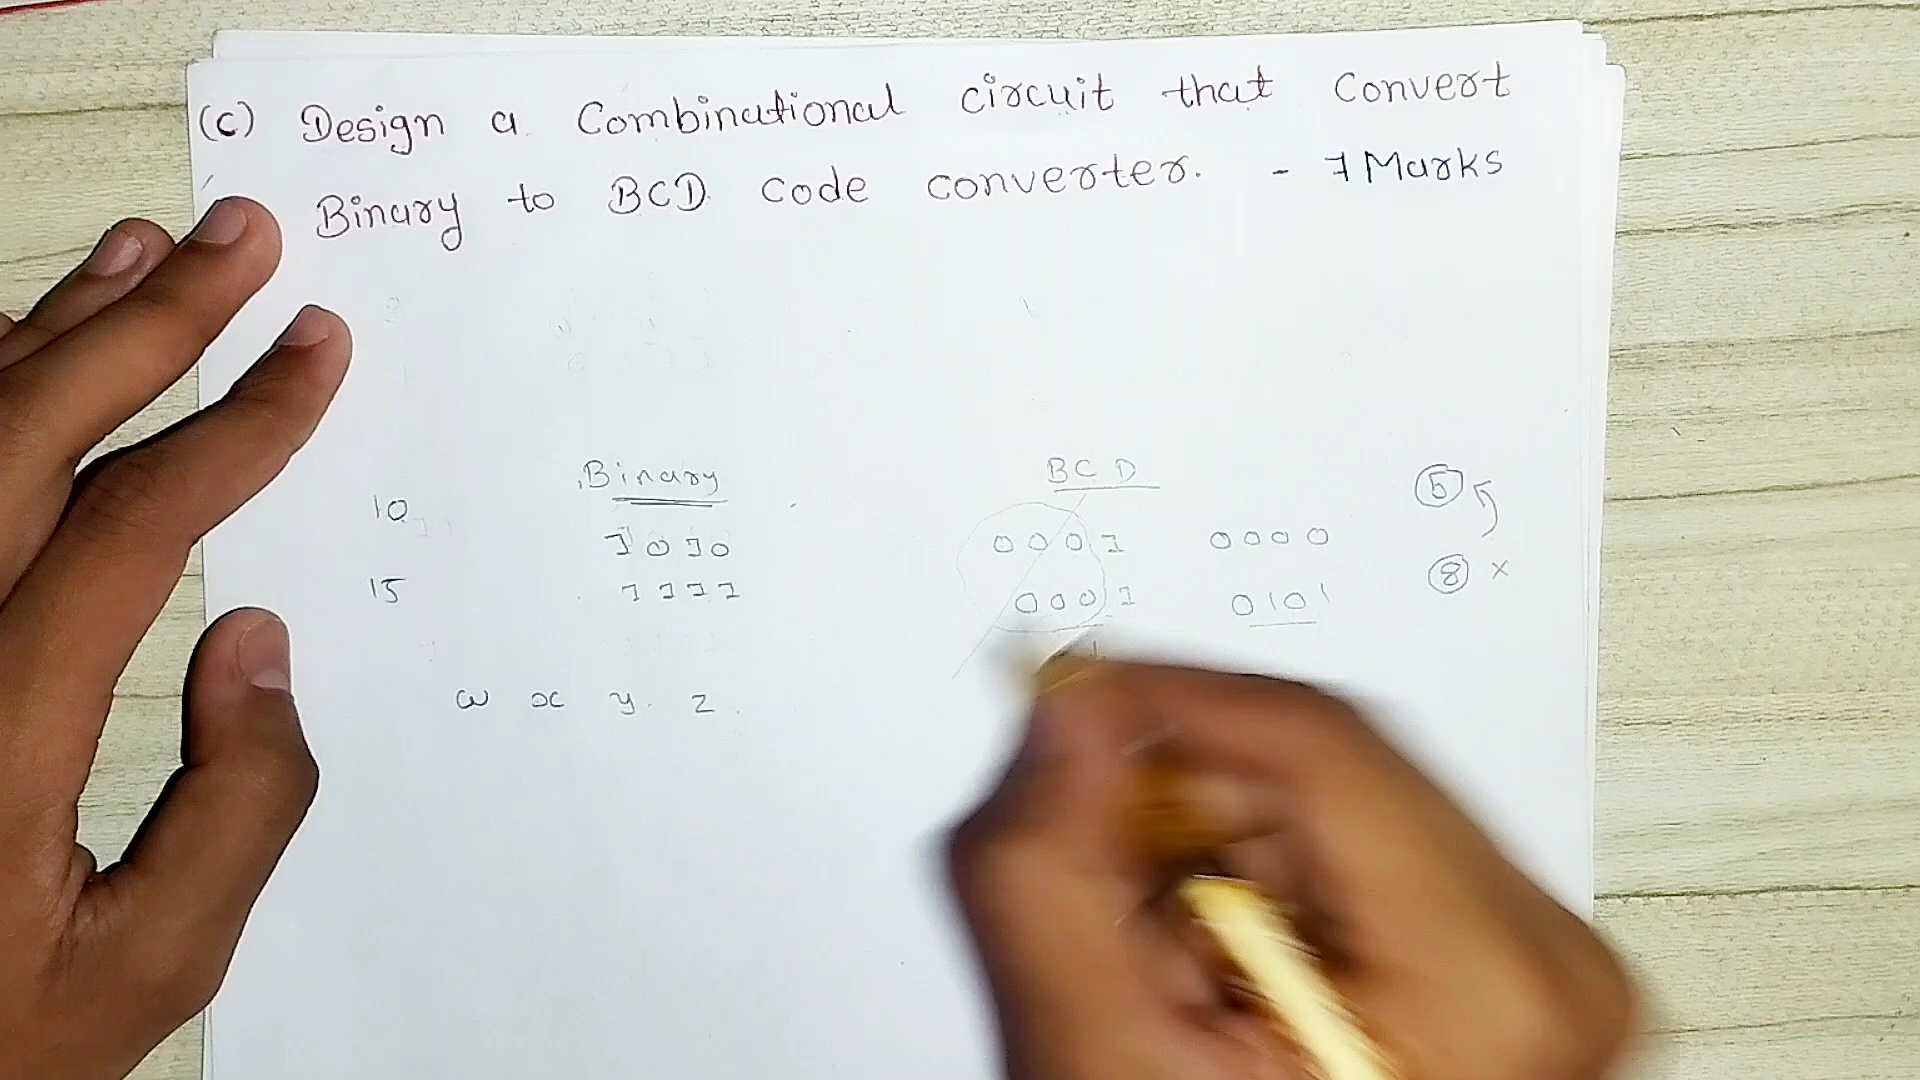 (c) Design a Combinational circuit that convert
Binary to BCD code converter. - 7 Marks
Binary BCD
10 1010 0001 0000 5
15 1111 0001 0101 8 x
w x y z